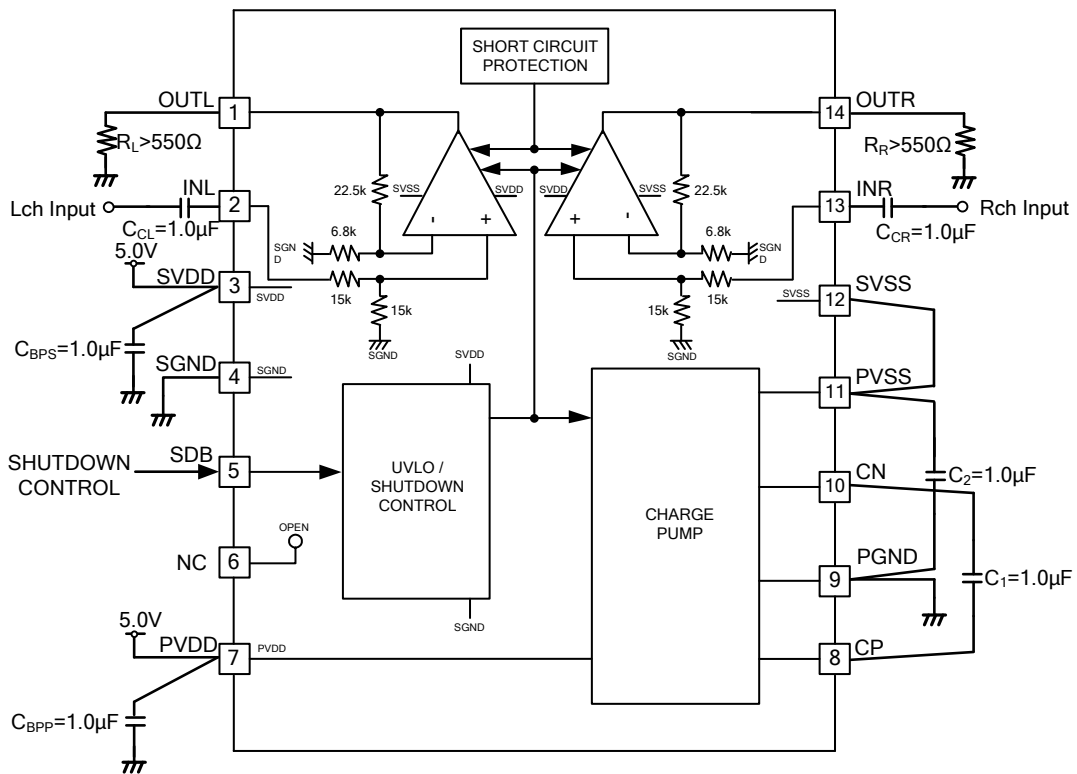 SHORT CIRCUIT
PROTECTION
OUTL
1
14
OUTR
RL>550Ω
RR>550Ω
INL
2
Lch Input
CCL=1.0µF
13
INR
Rch Input
CCR=1.0µF
22.5k
SVSS
SVDD
SVDD
SVSS
22.5k
-
+
+
-
6.8k
SGN
D
15k
15k
SGND
6.8k
SGN
D
15k
15k
SGND
5.0V
SVDD
3
SVDD
CBPS=1.0µF
SGND
4
SGND
SVSS
12
SVSS
PVSS
11
SHUTDOWN
CONTROL
SDB
5
SVDD
UVLO /
SHUTDOWN
CONTROL
SGND
CHARGE
PUMP
CN
10
C2=1.0µF
NC
6
OPEN
PGND
9
C1=1.0µF
5.0V
PVDD
7
PVDD
CP
8
CBPP=1.0µF